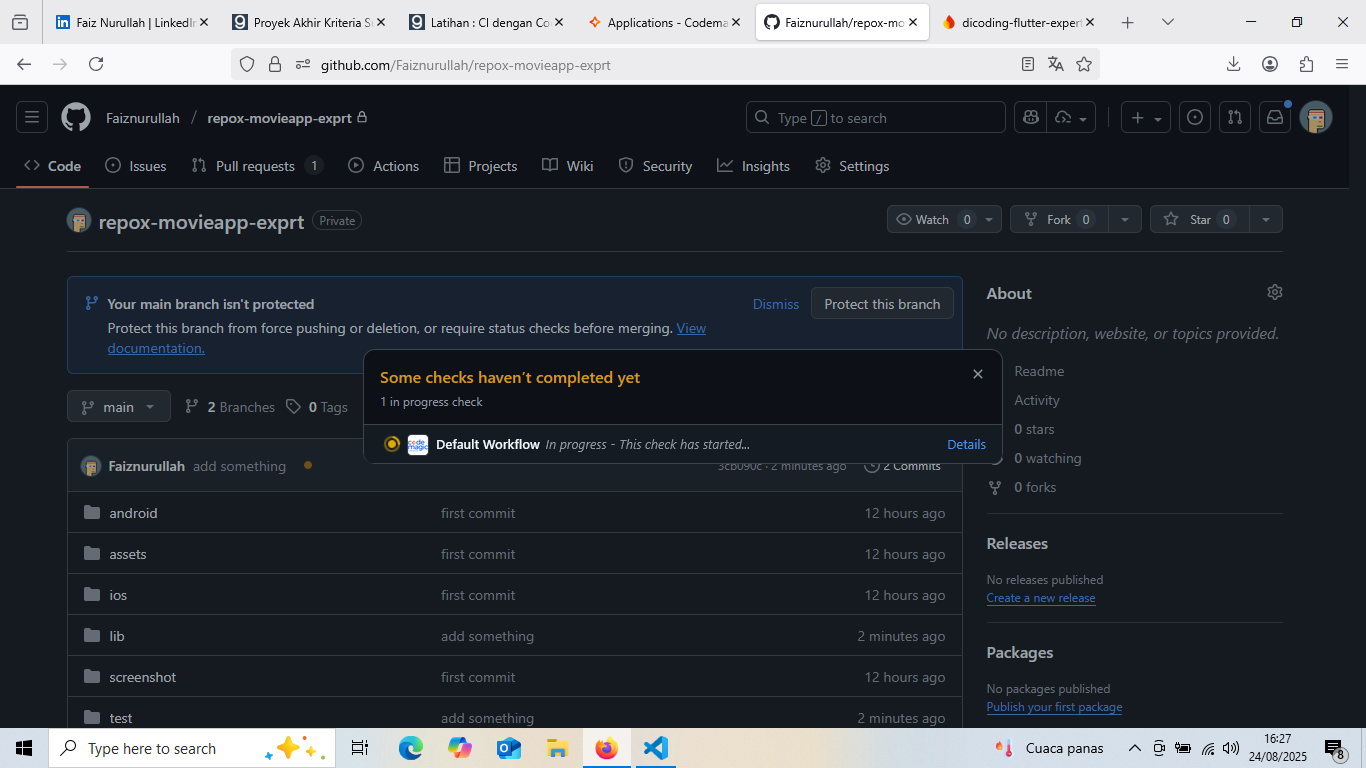 Faiz Nurullah | LinkedIn
Proyek Akhir Kriteria S
Latihan : CI dengan Co
Applications - Codema
Faiznurullah/repox-mo
dicoding-flutter-expert
github.com/Faiznurullah/repox-movieapp-exprt
Faiznurullah / repox-movieapp-exprt
Type / to search
Code
Issues
Pull requests 1
Actions
Projects
Wiki
Security
Insights
Settings
repox-movieapp-exprt Private
Watch 0
Fork 0
Star 0
Your main branch isn't protected
Protect this branch from force pushing or deletion, or require status checks before merging. View
documentation.
Dismiss
Protect this branch
Some checks haven't completed yet
1 in progress check
Default Workflow In progress - This check has started...
Details
main
2 Branches
0 Tags
Faiznurullah add something
3cb090c · 2 minutes ago
2 Commits
android first commit 12 hours ago
assets first commit 12 hours ago
ios first commit 12 hours ago
lib add something 2 minutes ago
screenshot first commit 12 hours ago
test add something 2 minutes ago
About
No description, website, or topics provided.
Readme
Activity
0 stars
0 watching
0 forks
Releases
No releases published
Create a new release
Packages
No packages published
Publish your first package
Type here to search
Cuaca panas
16:27
24/08/2025
8